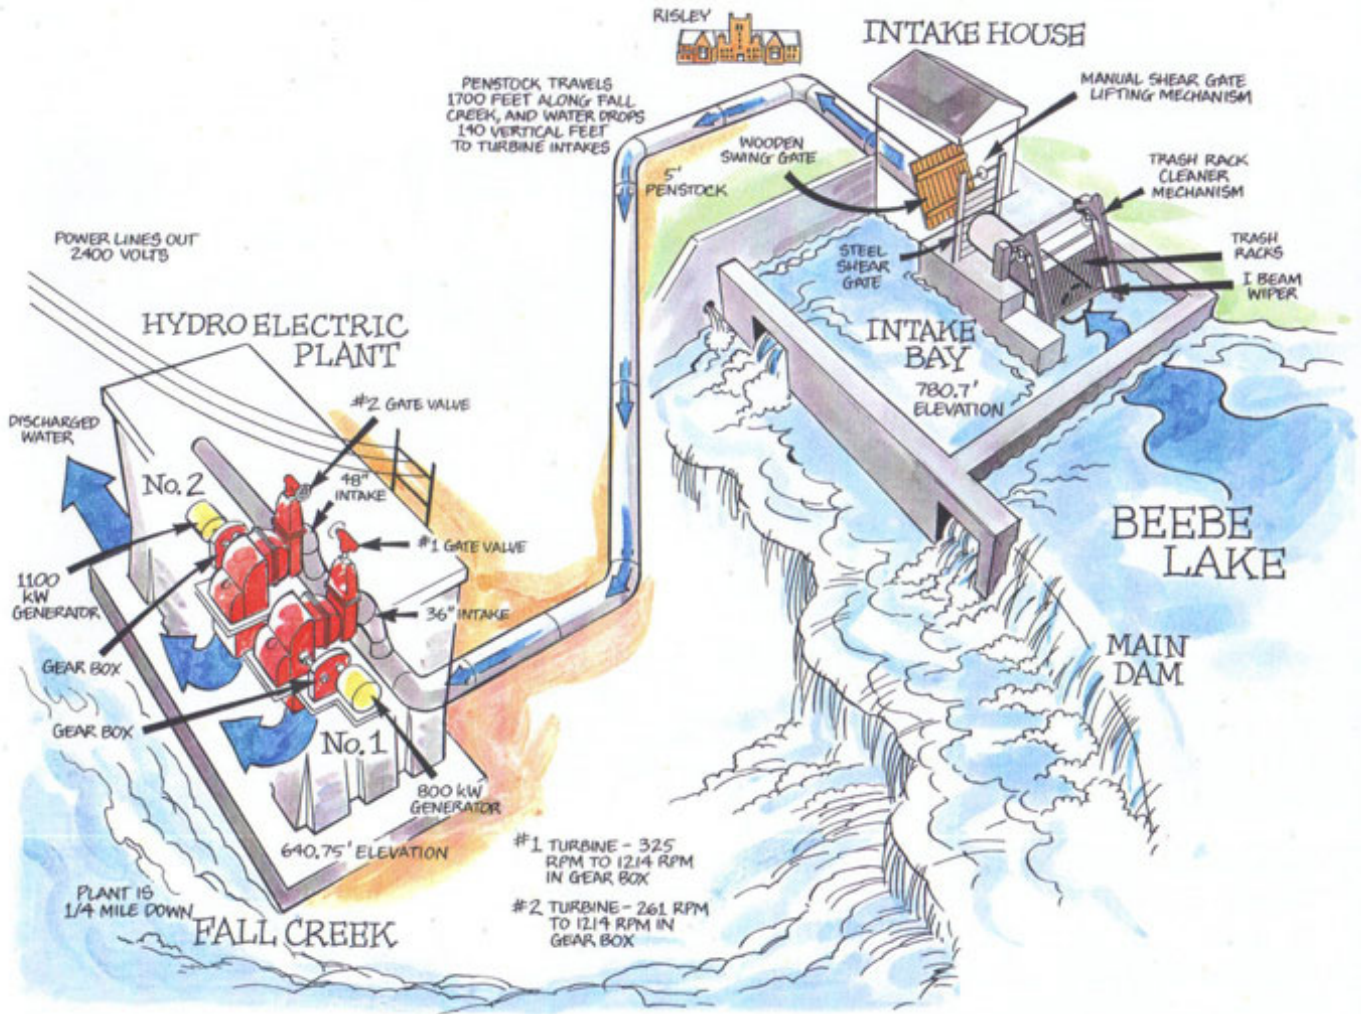 RISLEY
INTAKE HOUSE
PENSTOCK TRAVELS
1700 FEET ALONG FALL
CREEK, AND WATER DROPS
140 VERTICAL FEET
TO TURBINE INTAKES
MANUAL SHEAR GATE
LIFTING MECHANISM
WOODEN
SWING GATE
TRASH RACK
CLEANER
MECHANISM
5'
PENSTOCK
POWER LINES OUT
2400 VOLTS
STEEL
SHEAR
GATE
TRASH
RACKS
I BEAM
WIPER
HYDRO ELECTRIC
PLANT
INTAKE
BAY
780.7'
ELEVATION
#2 GATE VALVE
DISCHARGED
WATER
No. 2
48"
INTAKE
#1 GATE VALVE
BEEBE
LAKE
1100
KW
GENERATOR
36" INTAKE
MAIN
DAM
GEAR BOX
GEAR BOX
No. 1
800 KW
GENERATOR
640.75' ELEVATION
#1 TURBINE - 325
RPM TO 1214 RPM
IN GEAR BOX
#2 TURBINE - 261 RPM
TO 1214 RPM IN
GEAR BOX
PLANT IS
1/4 MILE DOWN
FALL CREEK